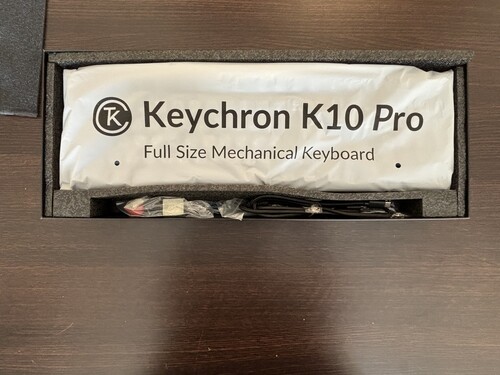 Keychron K10 Pro
Full Size Mechanical Keyboard